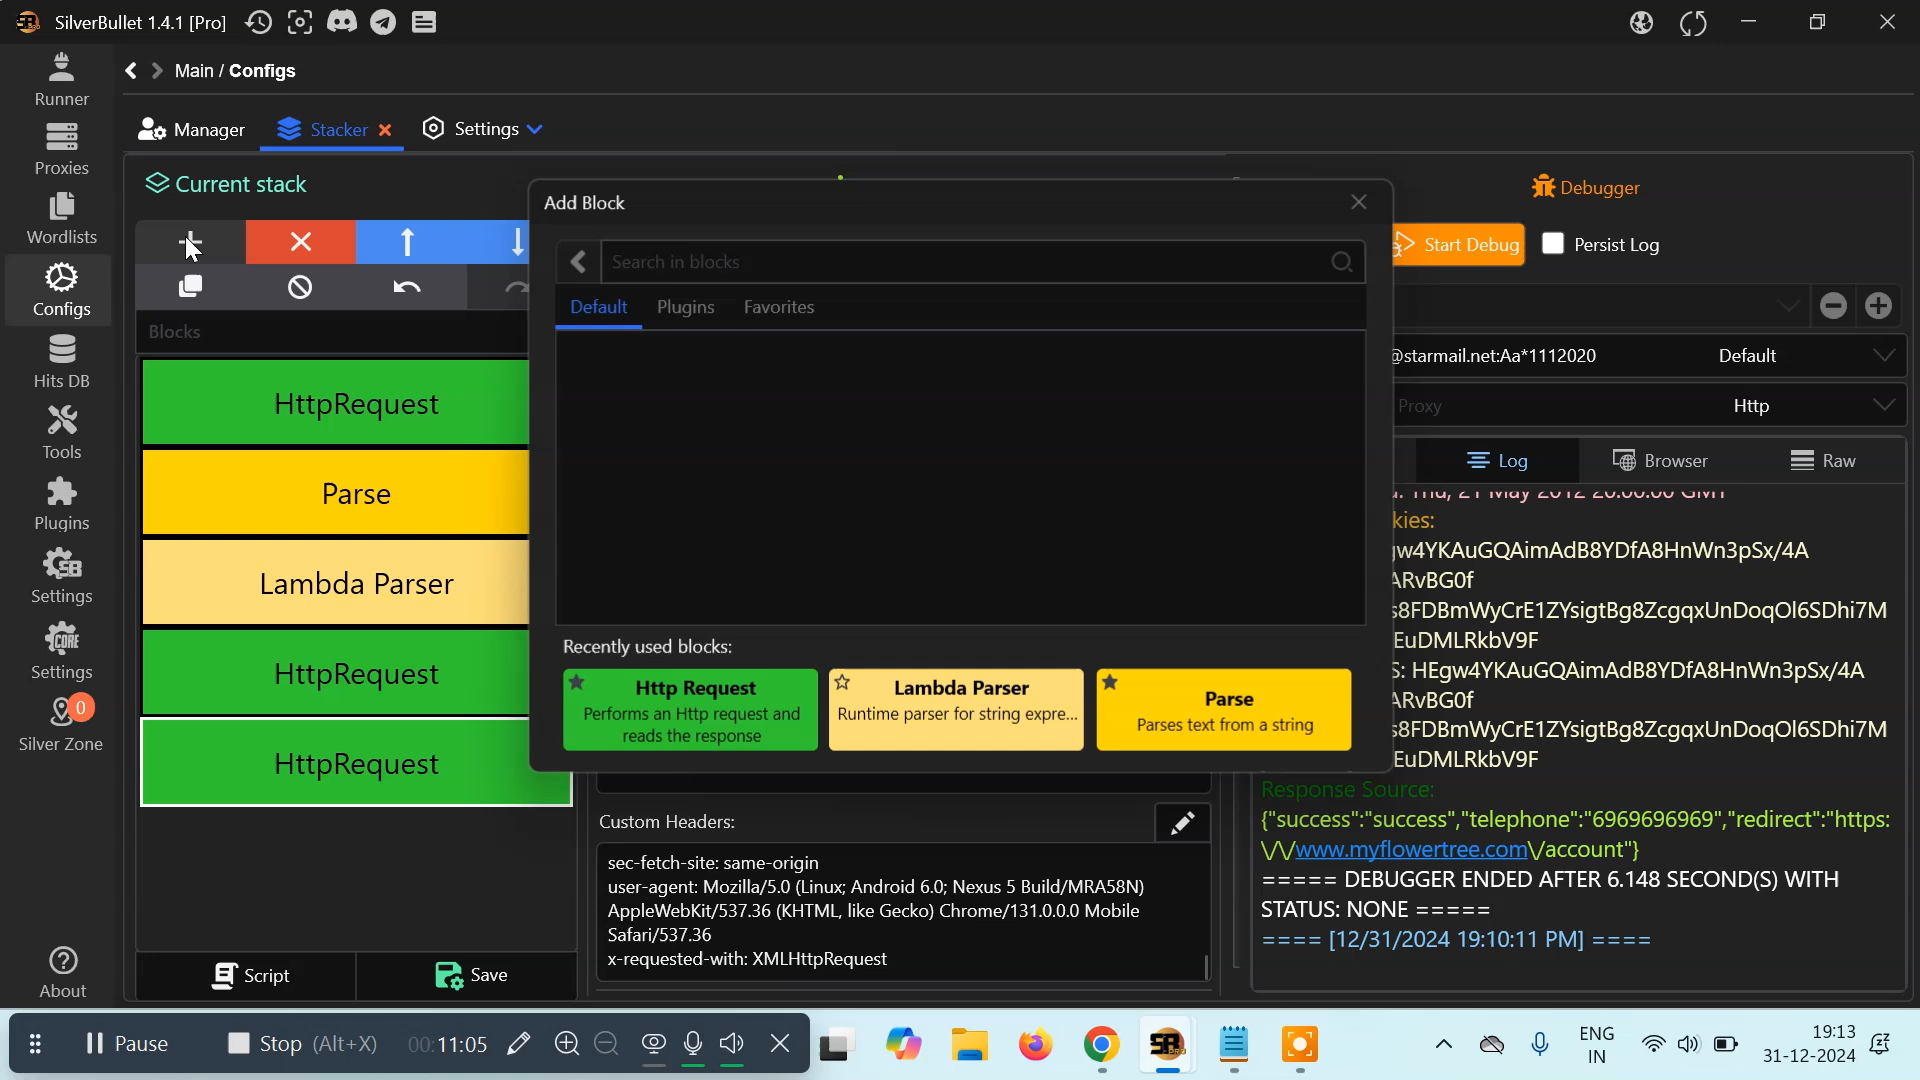 SilverBullet 1.4.1 [Pro]
Runner
Main / Configs
Manager
Stacker
Settings
Proxies
Current stack
Add Block
Debugger
Wordlists
Search in blocks
Start Debug
Persist Log
Configs
Default
Plugins
Favorites
Blocks
@starmail.net:Aa*1112020
Default
Hits DB
HttpRequest
Proxy
Http
Tools
Log
Browser
Raw
Parse
Plugins
kies:
w4YKAuGQAimAdB8YDfA8HnWn3pSx/4A
ARvBG0f
Lambda Parser
Settings
s8FDBmWyCrE1ZYsigtBg8ZcgqxUnDoqOl6SDhi7M
EuDMLRkbV9F
Recently used blocks:
HttpRequest
Settings
S: HEgw4YKAuGQAimAdB8YDfA8HnWn3pSx/4A
ARvBG0f
Http Request
Performs an Http request and
reads the response
Lambda Parser
Runtime parser for string expre...
Parse
Parses text from a string
0
Silver Zone
s8FDBmWyCrE1ZYsigtBg8ZcgqxUnDoqOl6SDhi7M
EuDMLRkbV9F
HttpRequest
Response Source:
Custom Headers:
{"success":"success","telephone":"6969696969","redirect":"https:
\/\/www.myflowertree.com\/account"}
sec-fetch-site: same-origin
user-agent: Mozilla/5.0 (Linux; Android 6.0; Nexus 5 Build/MRA58N)
AppleWebKit/537.36 (KHTML, like Gecko) Chrome/131.0.0.0 Mobile
Safari/537.36
x-requested-with: XMLHttpRequest
===== DEBUGGER ENDED AFTER 6.148 SECOND(S) WITH
STATUS: NONE =====
==== [12/31/2024 19:10:11 PM] ====
Script
Save
About
Pause
Stop (Alt+X)
00:11:05
ENG
IN
19:13
31-12-2024